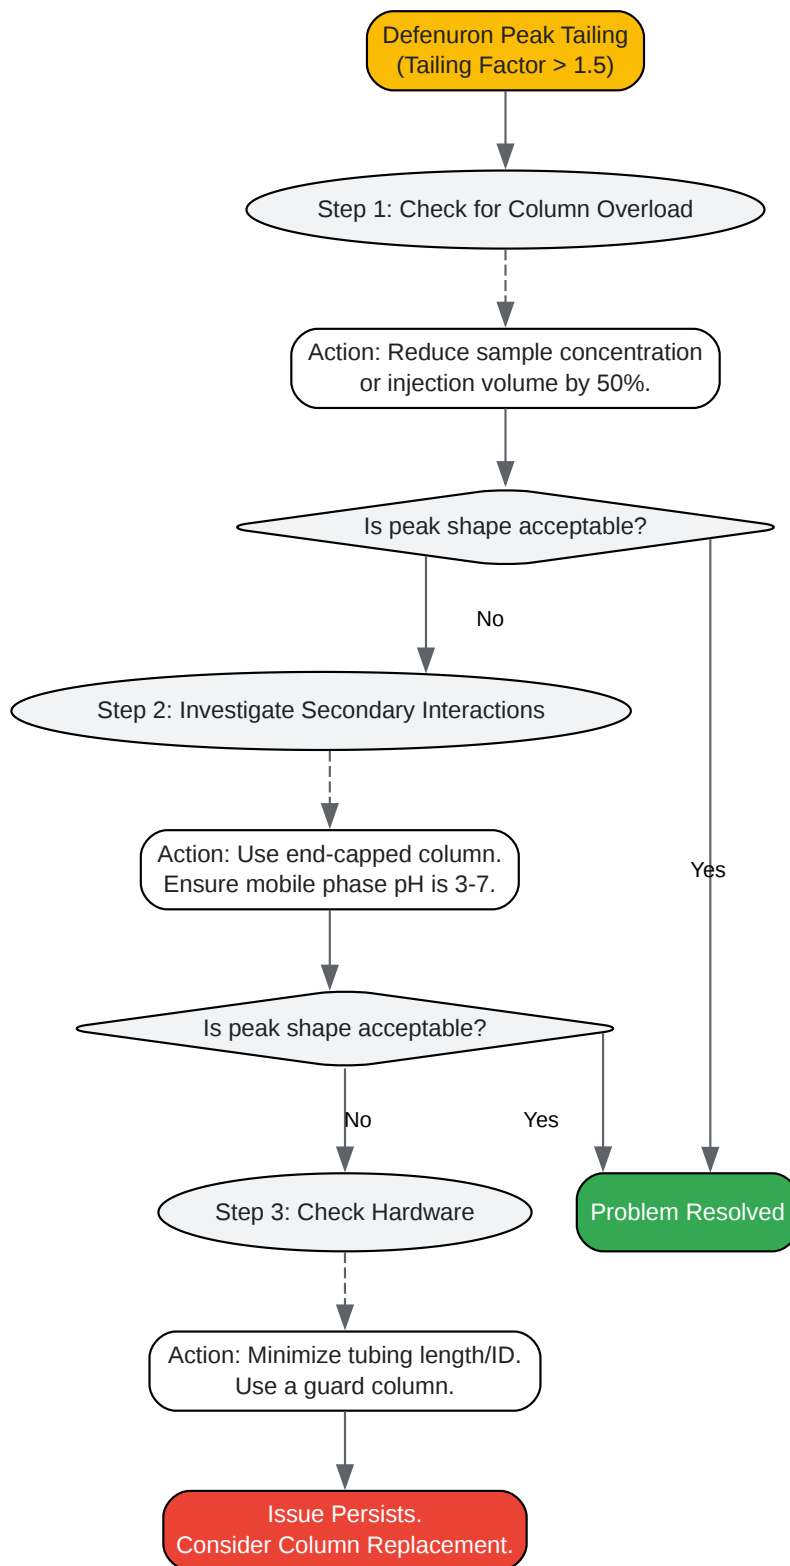 Defenuron Peak Tailing
(Tailing Factor > 1.5)
Step 1: Check for Column Overload
Action: Reduce sample concentration
or injection volume by 50%.
Is peak shape acceptable?
No
Step 2: Investigate Secondary Interactions
Action: Use end-capped column.
Ensure mobile phase pH is 3-7.
Yes
Is peak shape acceptable?
No
Yes
Step 3: Check Hardware
Problem Resolved
Action: Minimize tubing length/ID.
Use a guard column.
Issue Persists.
Consider Column Replacement.